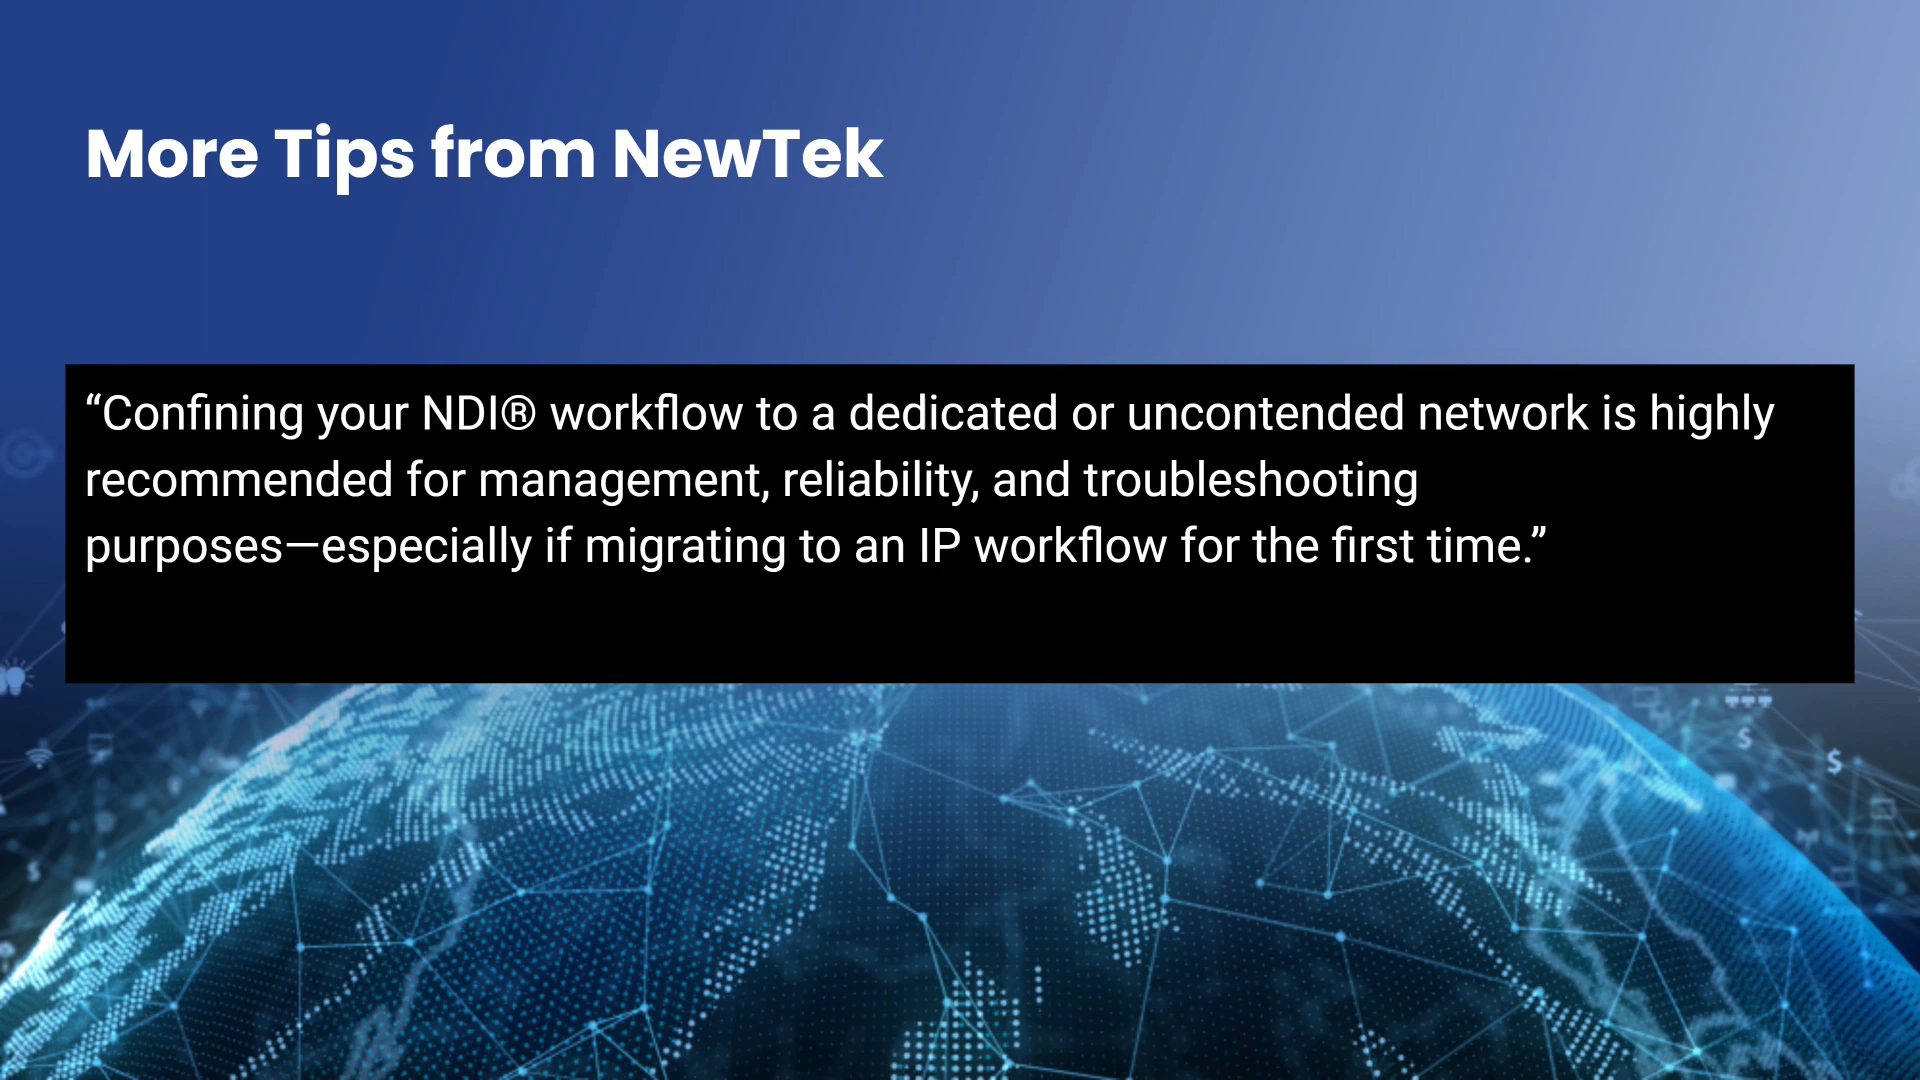 More Tips from NewTek
“Confining your NDI® workflow to a dedicated or uncontended network is highly
recommended for management, reliability, and troubleshooting
purposes—especially if migrating to an IP workflow for the first time.”